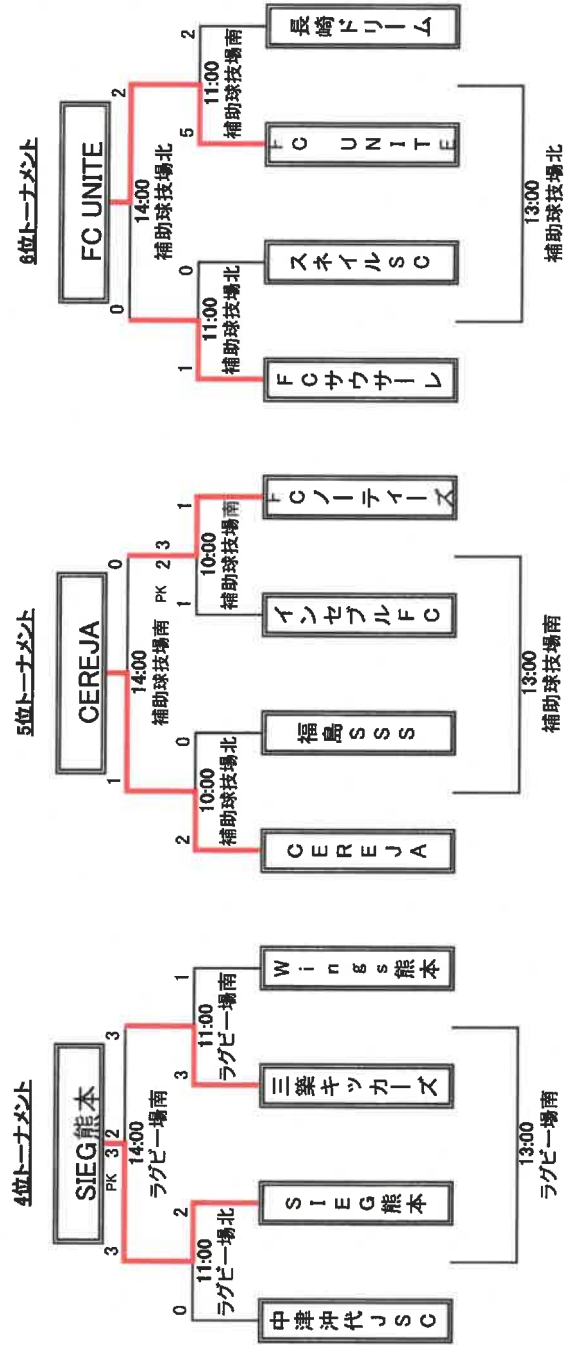 4位トーナメント
SIEG熊本
3 PK 3 2 3
14:00
ラグビー場南
0 2
11:00
ラグビー場北
3 1
11:00
ラグビー場南
中津沖代JSC
SIEG熊本
三築キッカーズ
Wings熊本
13:00
ラグビー場南
5位トーナメント
CEREJA
1 0
14:00
補助球技場南
2 0
10:00
補助球技場北
PK 2 3
1 1
10:00
補助球技場南
CEREJA
福島SSS
インセブルFC
FCノーティーズ
13:00
補助球技場南
6位トーナメント
FC UNITE
0 2
14:00
補助球技場北
1 0
11:00
補助球技場北
5 2
11:00
補助球技場南
FCサウサーレ
スネイルSC
FC UNITE
長崎ドリーム
13:00
補助球技場北